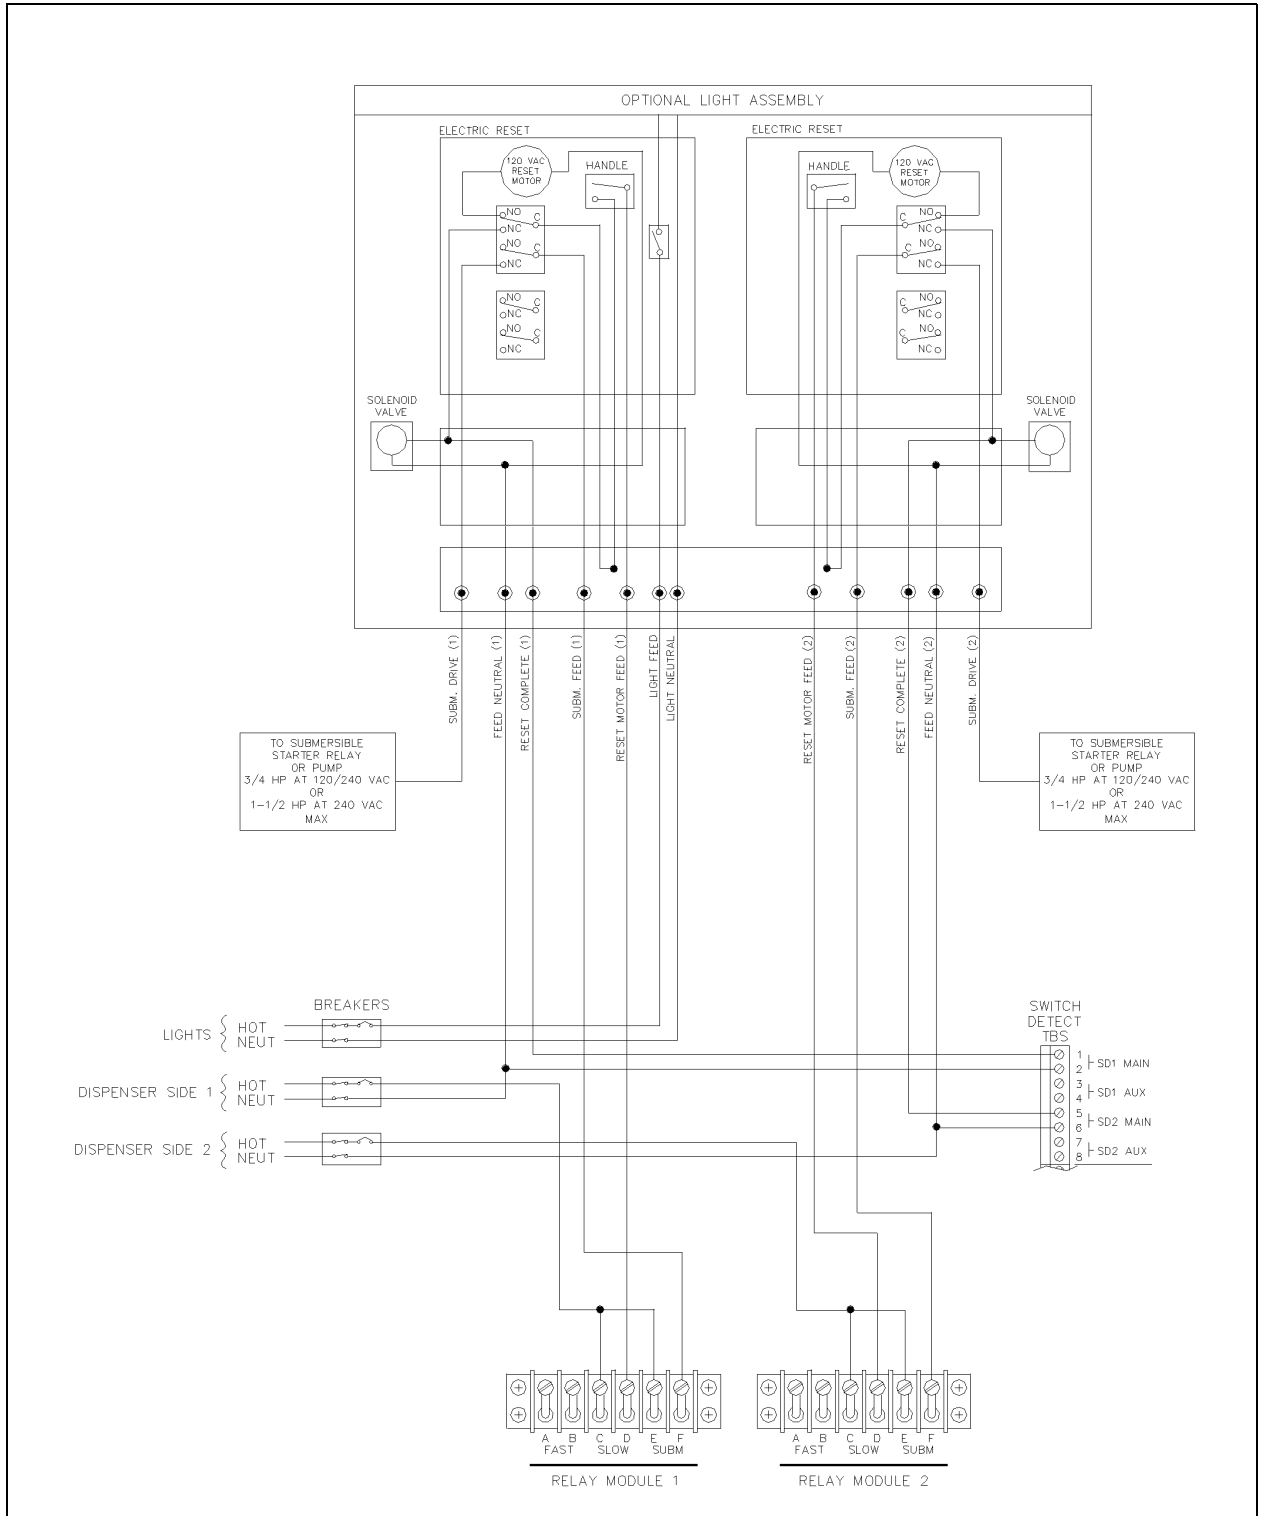 OPTIONAL LIGHT ASSEMBLY
ELECTRIC RESET
120 VAC
RESET
MOTOR
HANDLE
NO
C
NC
NO
C
NC
NO
C
NC
NO
C
NC
ELECTRIC RESET
HANDLE
120 VAC
RESET
MOTOR
NO
C
NC
NO
C
NC
NO
C
NC
NO
C
NC
SOLENOID
VALVE
SOLENOID
VALVE
SUBM. DRIVE (1)
FEED NEUTRAL (1)
RESET COMPLETE (1)
SUBM. FEED (1)
RESET MOTOR FEED (1)
LIGHT FEED
LIGHT NEUTRAL
RESET MOTOR FEED (2)
SUBM. FEED (2)
RESET COMPLETE (2)
FEED NEUTRAL (2)
SUBM. DRIVE (2)
TO SUBMERSIBLE
STARTER RELAY
OR PUMP
3/4 HP AT 120/240 VAC
OR
1-1/2 HP AT 240 VAC
MAX
TO SUBMERSIBLE
STARTER RELAY
OR PUMP
3/4 HP AT 120/240 VAC
OR
1-1/2 HP AT 240 VAC
MAX
BREAKERS
LIGHTS
HOT
NEUT
DISPENSER SIDE 1
HOT
NEUT
DISPENSER SIDE 2
HOT
NEUT
SWITCH
DETECT
TBS
1
2
SD1 MAIN
3
4
SD1 AUX
5
6
SD2 MAIN
7
8
SD2 AUX
A B C D E F
FAST SLOW SUBM
RELAY MODULE 1
A B C D E F
FAST SLOW SUBM
RELAY MODULE 2